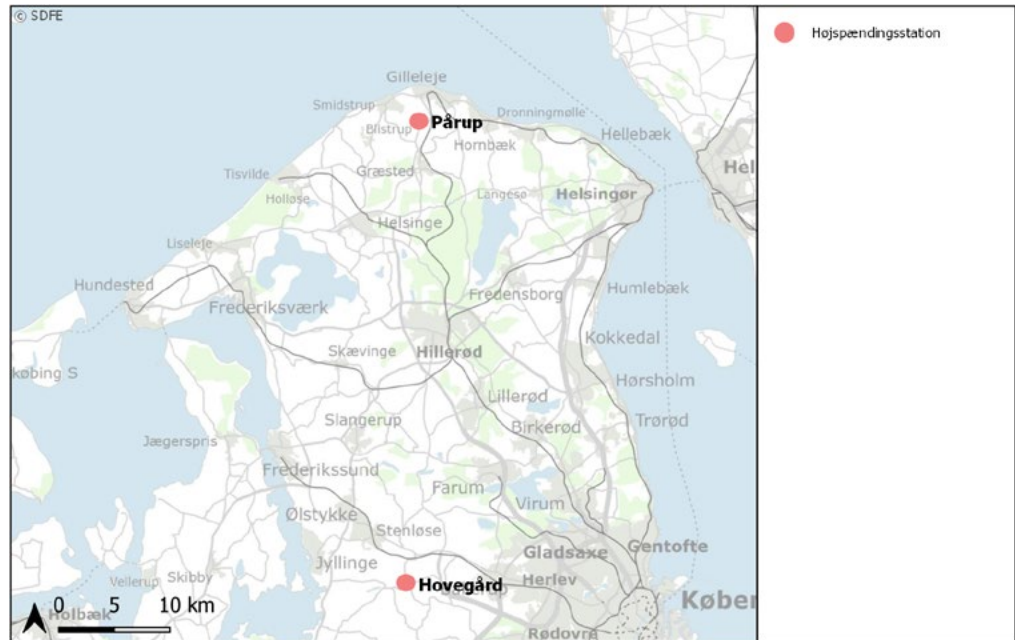 © SDFE
Højspændingsstation
Gilleleje
Smidstrup
Dronningmølle
Blistrup
Pårup
Hellebæk
Hornbæk
Hel
Tisvilde
Græsted
Langesø
Helsingør
Holløse
Helsinge
Liseleje
Hundested
Fredensborg
Humlebæk
Frederiksværk
Kokkedal
Skævinge
Hillerød
købing S
Hørsholm
Lillerød
Trørød
Slangerup
Birkerød
Jægerspris
Frederikssund
Farum
Virum
Ølstykke
Stenløse
Gentofte
Gladsaxe
Jyllinge
Vellerup
Skibby
Hovegård
Herlev
Køber
0 5 10 km
Holbæk
Rødovre